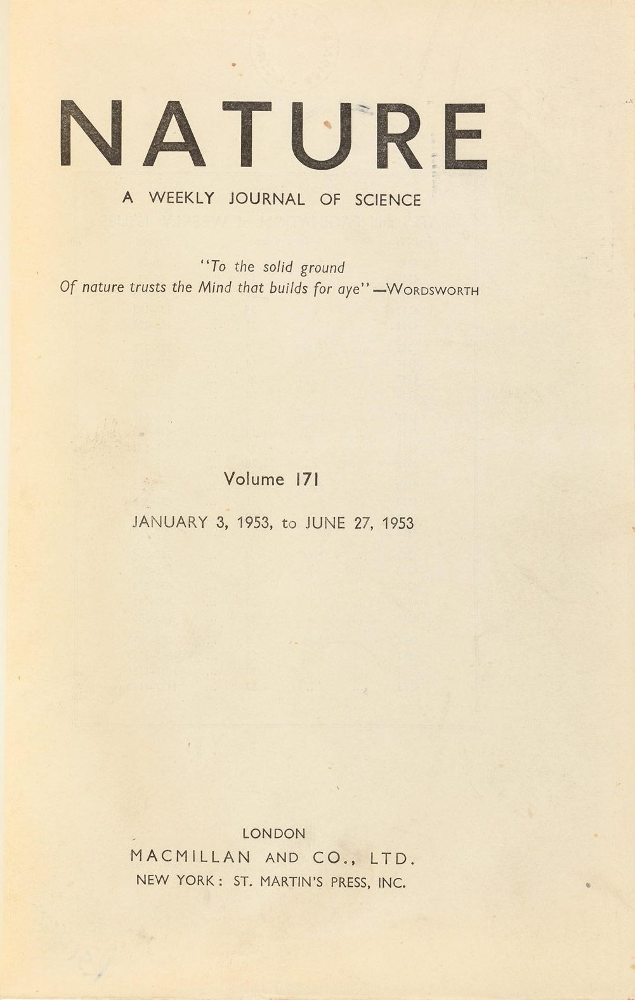 NATURE
A WEEKLY JOURNAL OF SCIENCE
“To the solid ground
Of nature trusts the Mind that builds for aye”—WORDSWORTH
Volume 171
JANUARY 3, 1953, to JUNE 27, 1953
LONDON
MACMILLAN AND CO., LTD.
NEW YORK: ST. MARTIN'S PRESS, INC.